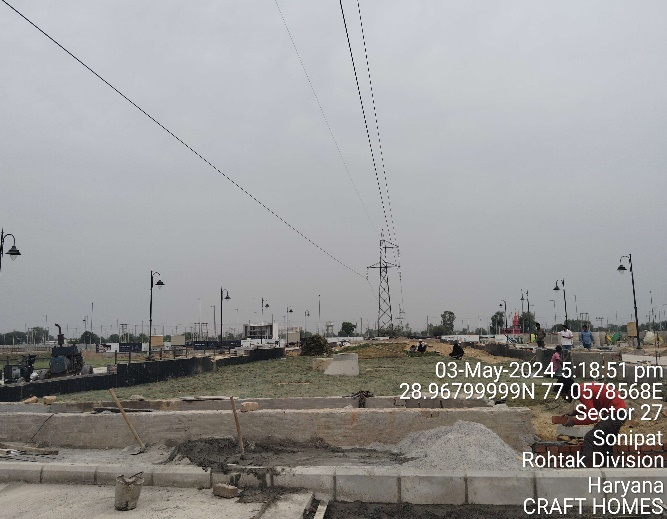 03-May-2024 5:18:51 pm
28.96799999N 77.0578568E
Sector 27
Sonipat
Rohtak Division
Haryana
CRAFT HOMES